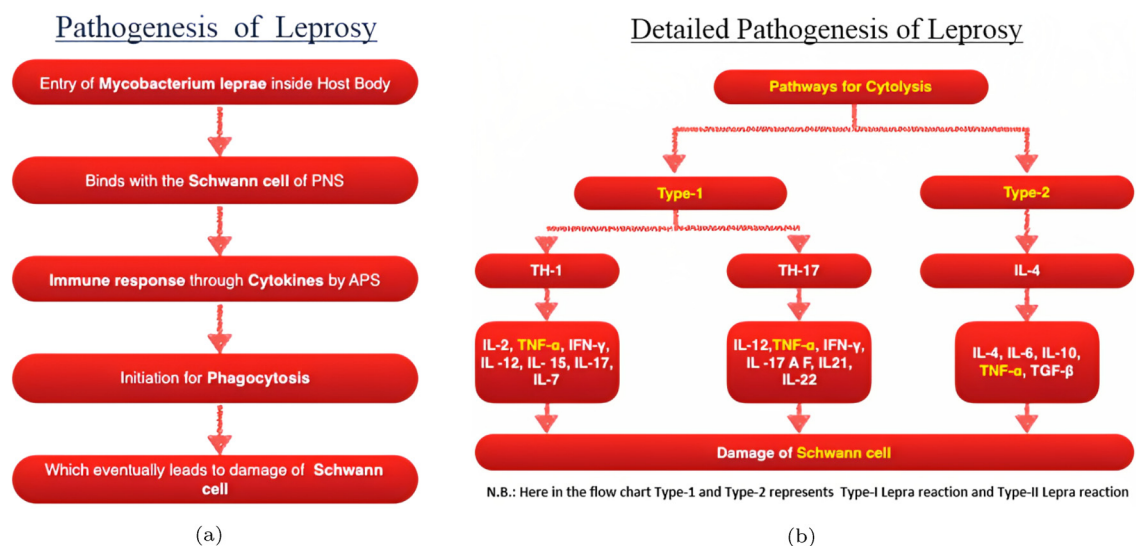 Pathogenesis of Leprosy
Entry of Mycobacterium leprae inside Host Body
Binds with the Schwann cell of PNS
Immune response through Cytokines by APS
Initiation for Phagocytosis
Which eventually leads to damage of Schwann
cell
(a)
Detailed Pathogenesis of Leprosy
Pathways for Cytolysis
Type-1
Type-2
TH-1
TH-17
IL-4
IL-2, TNF-α, IFN-γ,
IL -12, IL- 15, IL-17,
IL-7
IL-12,TNF-α, IFN-γ,
IL -17 A F, IL21,
IL-22
IL-4, IL-6, IL-10,
TNF-α, TGF-β
Damage of Schwann cell
N.B.: Here in the flow chart Type-1 and Type-2 represents Type-I Lepra reaction and Type-II Lepra reaction
(b)